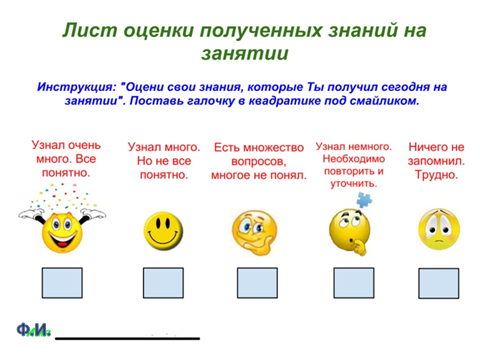 Лист оценки полученных знаний на
занятии
Инструкция: "Оцени свои знания, которые Ты получил сегодня на
занятии". Поставь галочку в квадратике под смайликом.
Узнал очень
много. Все
понятно.
Узнал много.
Но не все
понятно.
Есть множество
вопросов,
многое не понял.
Узнал немного.
Необходимо
повторить и
уточнить.
Ничего не
запомнил.
Трудно.
Ф.И.